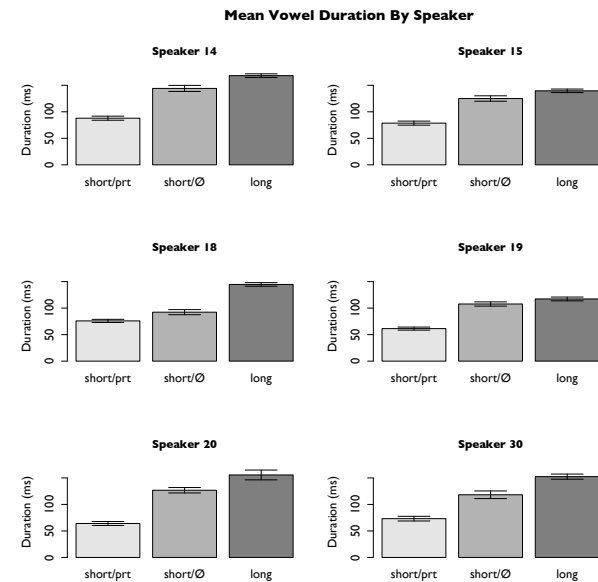 Mean Vowel Duration By Speaker
Speaker 14
Duration (ms)
0 50 100
short/prt short/Ø long
Speaker 15
Duration (ms)
0 50 100
short/prt short/Ø long
Speaker 18
Duration (ms)
0 50 100
short/prt short/Ø long
Speaker 19
Duration (ms)
0 50 100
short/prt short/Ø long
Speaker 20
Duration (ms)
0 50 100
short/prt short/Ø long
Speaker 30
Duration (ms)
0 50 100
short/prt short/Ø long